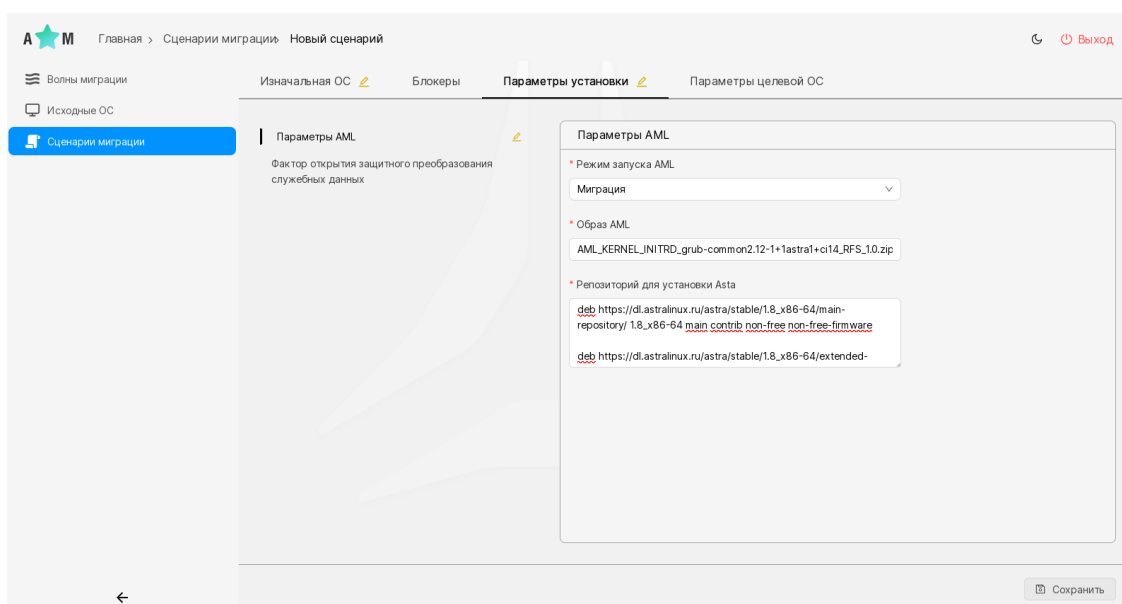 A M
Главная > Сценарии миграции > Новый сценарий
Выход
Волны миграции
Исходные ОС
Сценарии миграции
Изначальная ОС
Блокеры
Параметры установки
Параметры целевой ОС
Параметры AML
Фактор открытия защитного преобразования
служебных данных
Параметры AML
* Режим запуска AML
Миграция
* Образ AML
AML_KERNEL_INITRD_grub-common2.12-1+1astra1+ci14_RFS_1.0.zip
* Репозиторий для установки Asta
deb https://dl.astralinux.ru/astra/stable/1.8_x86-64/main-
repository/ 1.8_x86-64 main contrib non-free non-free-firmware
deb https://dl.astralinux.ru/astra/stable/1.8_x86-64/extended-
Сохранить